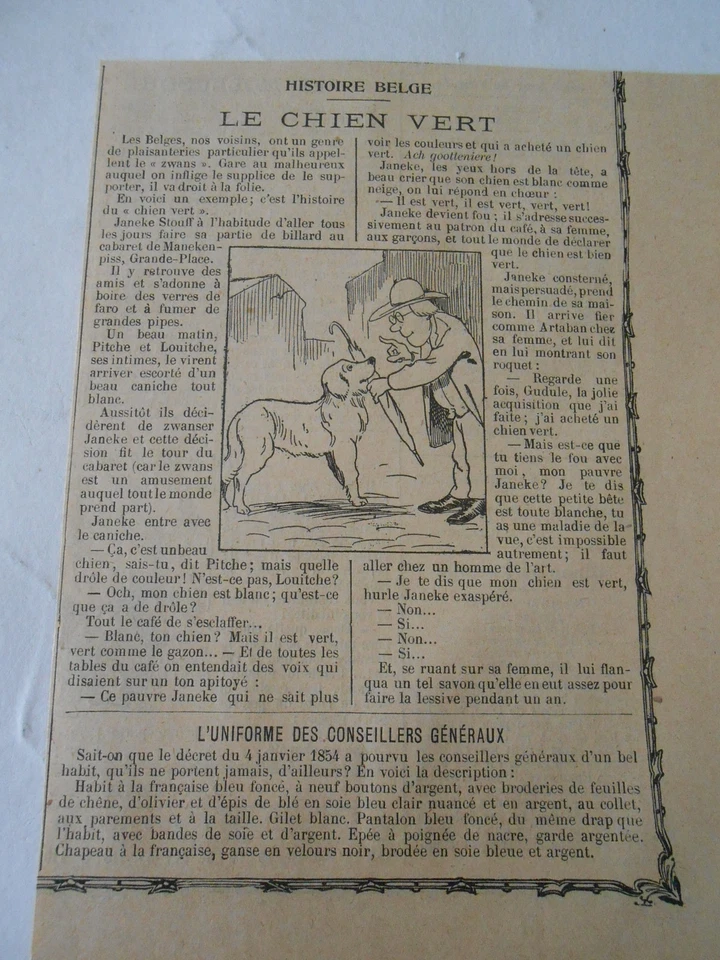 HISTOIRE BELGE
LE CHIEN VERT
Les Belges, nos voisins, ont un genre
de plaisanteries particulier qu'ils appel-
lent le « zwans ». Gare au malheureux
auquel on inflige le supplice de le sup-
porter, il va droit à la folie.
En voici un exemple; c'est l'histoire
du « chien vert ».
Janeke Stouff à l'habitude d'aller tous
les jours faire sa partie de billard au
cabaret de Maneken-
piss, Grande-Place.
Il y retrouve des
amis et s'adonne à
boire des verres de
faro et à fumer de
grandes pipes.
Un beau matin,
Pitche et Louitche,
ses intimes, le virent
arriver escorté d'un
beau caniche tout
blanc.
Aussitôt ils déci-
dèrent de zwanser
Janeke et cette déci-
sion fit le tour du
cabaret (car le zwans
est un amusement
auquel tout le monde
prend part).
Janeke entre avec
le caniche.
— Ça, c'est un beau
chien, sais-tu, dit Pitche; mais quelle
drôle de couleur! N'est-ce pas, Louitche?
— Och, mon chien est blanc; qu'est-ce
que ça a de drôle?
Tout le café de s'esclaffer...
— Blanc, ton chien? Mais il est vert,
vert comme le gazon... — Et de toutes les
tables du café on entendait des voix qui
disaient sur un ton apitoyé :
— Ce pauvre Janeke qui ne sait plus
voir les couleurs et qui a acheté un chien
vert. Ach gootteniere!
Janeke, les yeux hors de la tête, a
beau crier que son chien est blanc comme
neige, on lui répond en chœur :
— Il est vert, il est vert, vert, vert!
Janeke devient fou; il s'adresse succes-
sivement au patron du café, à sa femme,
aux garçons, et tout le monde de déclarer
que le chien est bien
vert.
Janeke consterné,
mais persuadé, prend
le chemin de sa mai-
son. Il arrive fier
comme Artaban chez
sa femme, et lui dit
en lui montrant son
roquet :
— Regarde une
fois, Gudule, la jolie
acquisition que j'ai
faite; j'ai acheté un
chien vert.
— Mais est-ce que
tu tiens le fou avec
moi, mon pauvre
Janeke? Je te dis
que cette petite bête
est toute blanche, tu
as une maladie de la
vue, c'est impossible
autrement; il faut
aller chez un homme de l'art.
— Je te dis que mon chien est vert,
hurle Janeke exaspéré.
— Non...
— Si...
— Non...
— Si...
Et, se ruant sur sa femme, il lui flan-
qua un tel savon qu'elle en eut assez pour
faire la lessive pendant un an.
L'UNIFORME DES CONSEILLERS GÉNÉRAUX
Sait-on que le décret du 4 janvier 1854 a pourvu les conseillers généraux d'un bel
habit, qu'ils ne portent jamais, d'ailleurs? En voici la description :
Habit à la française bleu foncé, à neuf boutons d'argent, avec broderies de feuilles
de chêne, d'olivier et d'épis de blé en soie bleu clair nuancé et en argent, au collet,
aux parements et à la taille. Gilet blanc. Pantalon bleu foncé, du même drap que
l'habit, avec bandes de soie et d'argent. Epée à poignée de nacre, garde argentée.
Chapeau à la française, ganse en velours noir, brodée en soie bleue et argent.